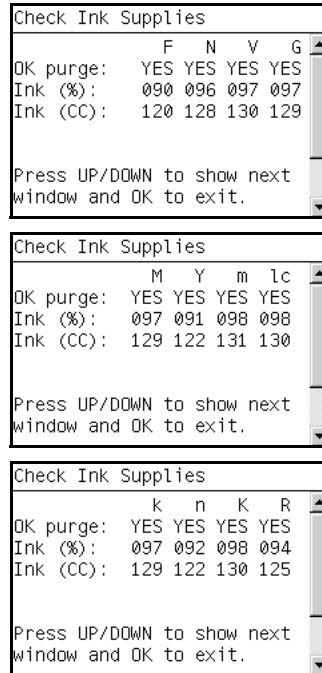 Check Ink Supplies
F N V G
OK purge: YES YES YES YES
Ink (%): 090 096 097 097
Ink (CC): 120 128 130 129
Press UP/DOWN to show next
window and OK to exit.
Check Ink Supplies
M Y m lc
OK purge: YES YES YES YES
Ink (%): 097 091 098 098
Ink (CC): 129 122 131 130
Press UP/DOWN to show next
window and OK to exit.
Check Ink Supplies
k n K R
OK purge: YES YES YES YES
Ink (%): 097 092 098 094
Ink (CC): 129 122 130 125
Press UP/DOWN to show next
window and OK to exit.